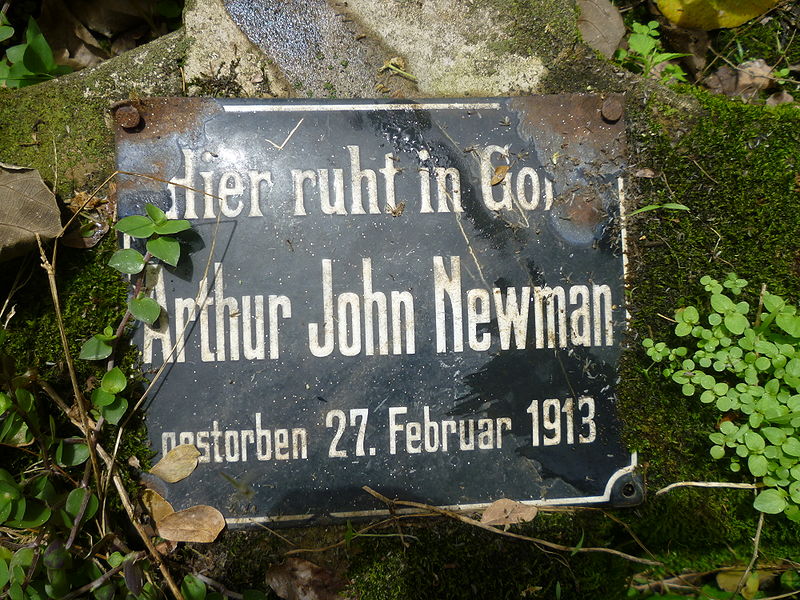 Hier ruht in Gott
Arthur John Newman
gestorben 27. Februar 1913